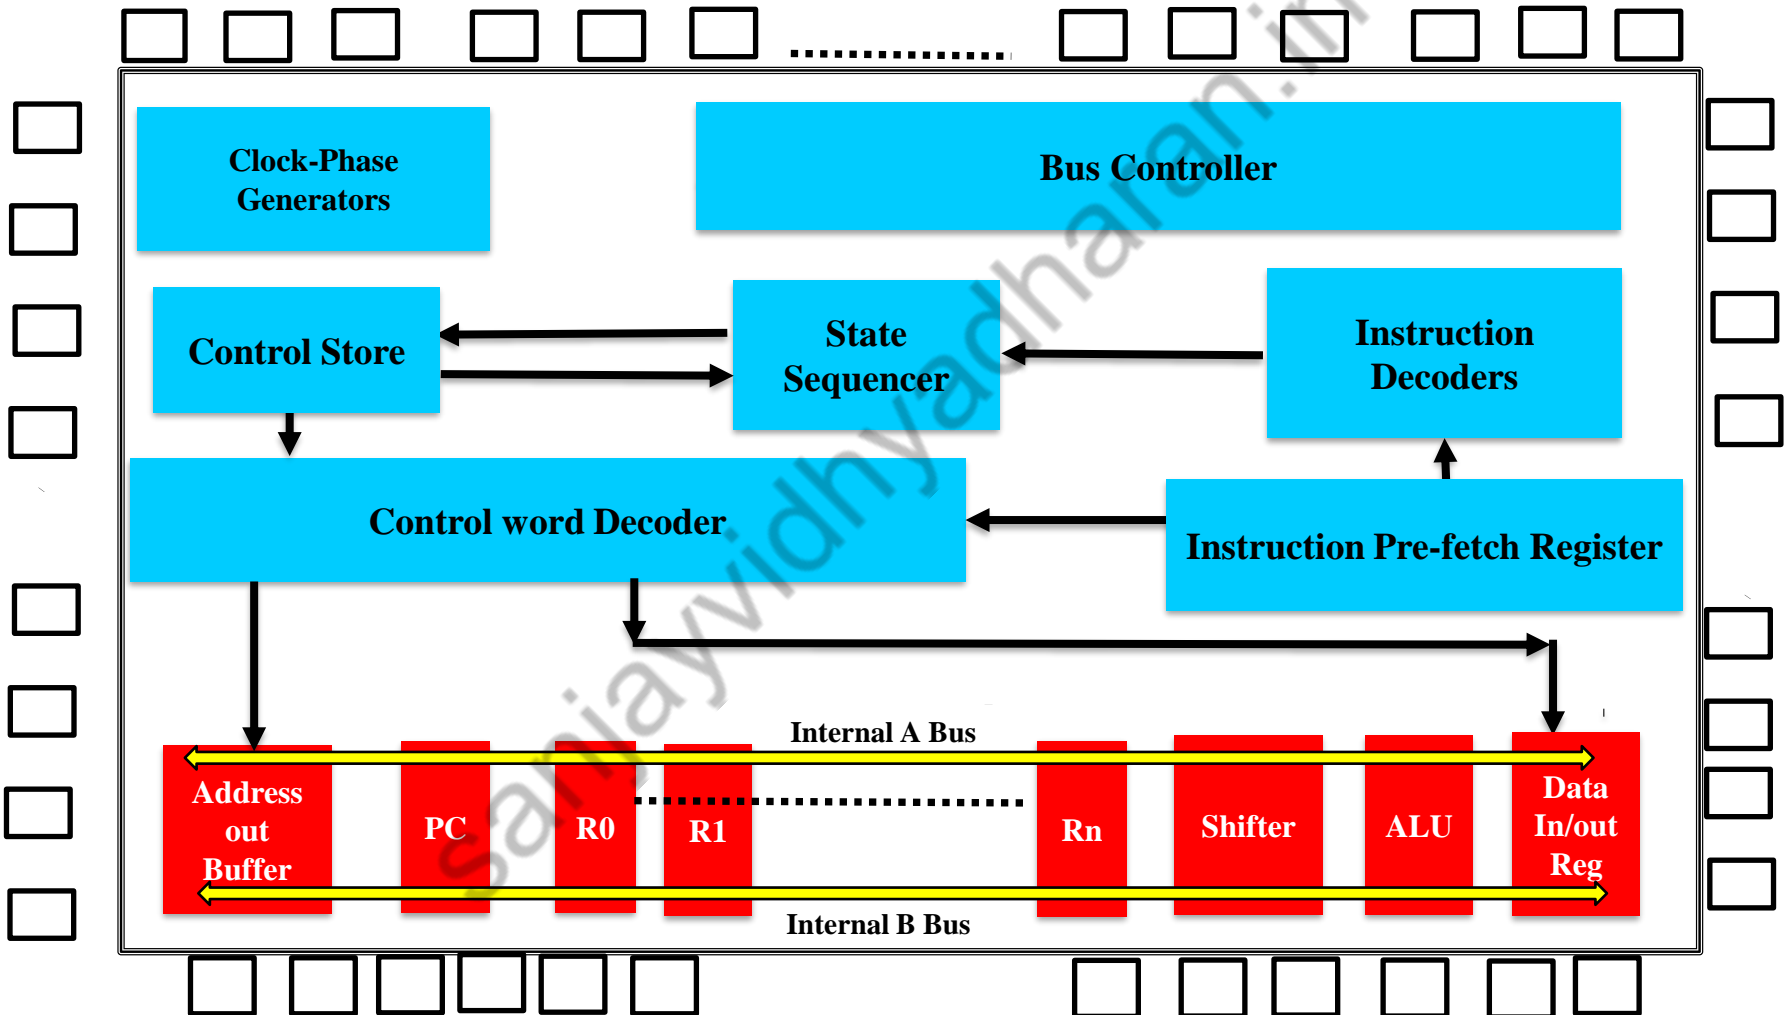 Clock-Phase
Generators
Bus Controller
Control Store
State
Sequencer
Instruction
Decoders
Control word Decoder
Instruction Pre-fetch Register
Internal A Bus
Address
out
Buffer
PC
R0
R1
Rn
Shifter
ALU
Data
In/out
Reg
Internal B Bus
sanjayvidhyadharan.in